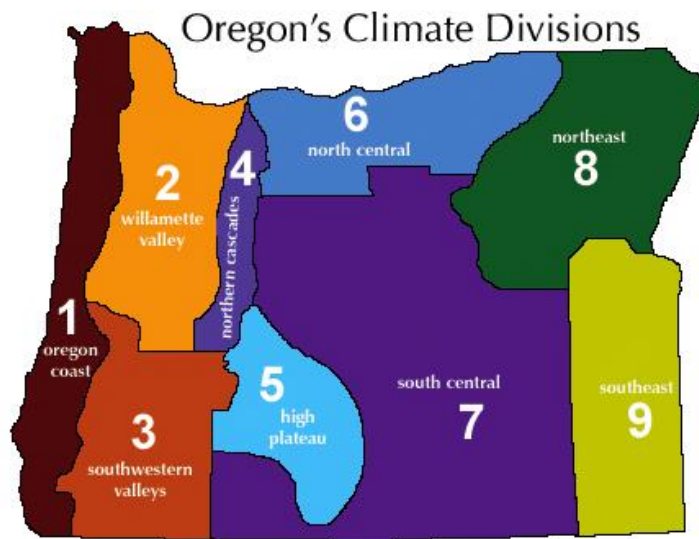 Oregon's Climate Divisions
1
oregon
coast
2
willamette
valley
3
southwestern
valleys
4
northern cascades
5
high
plateau
6
north central
south central
7
northeast
8
southeast
9